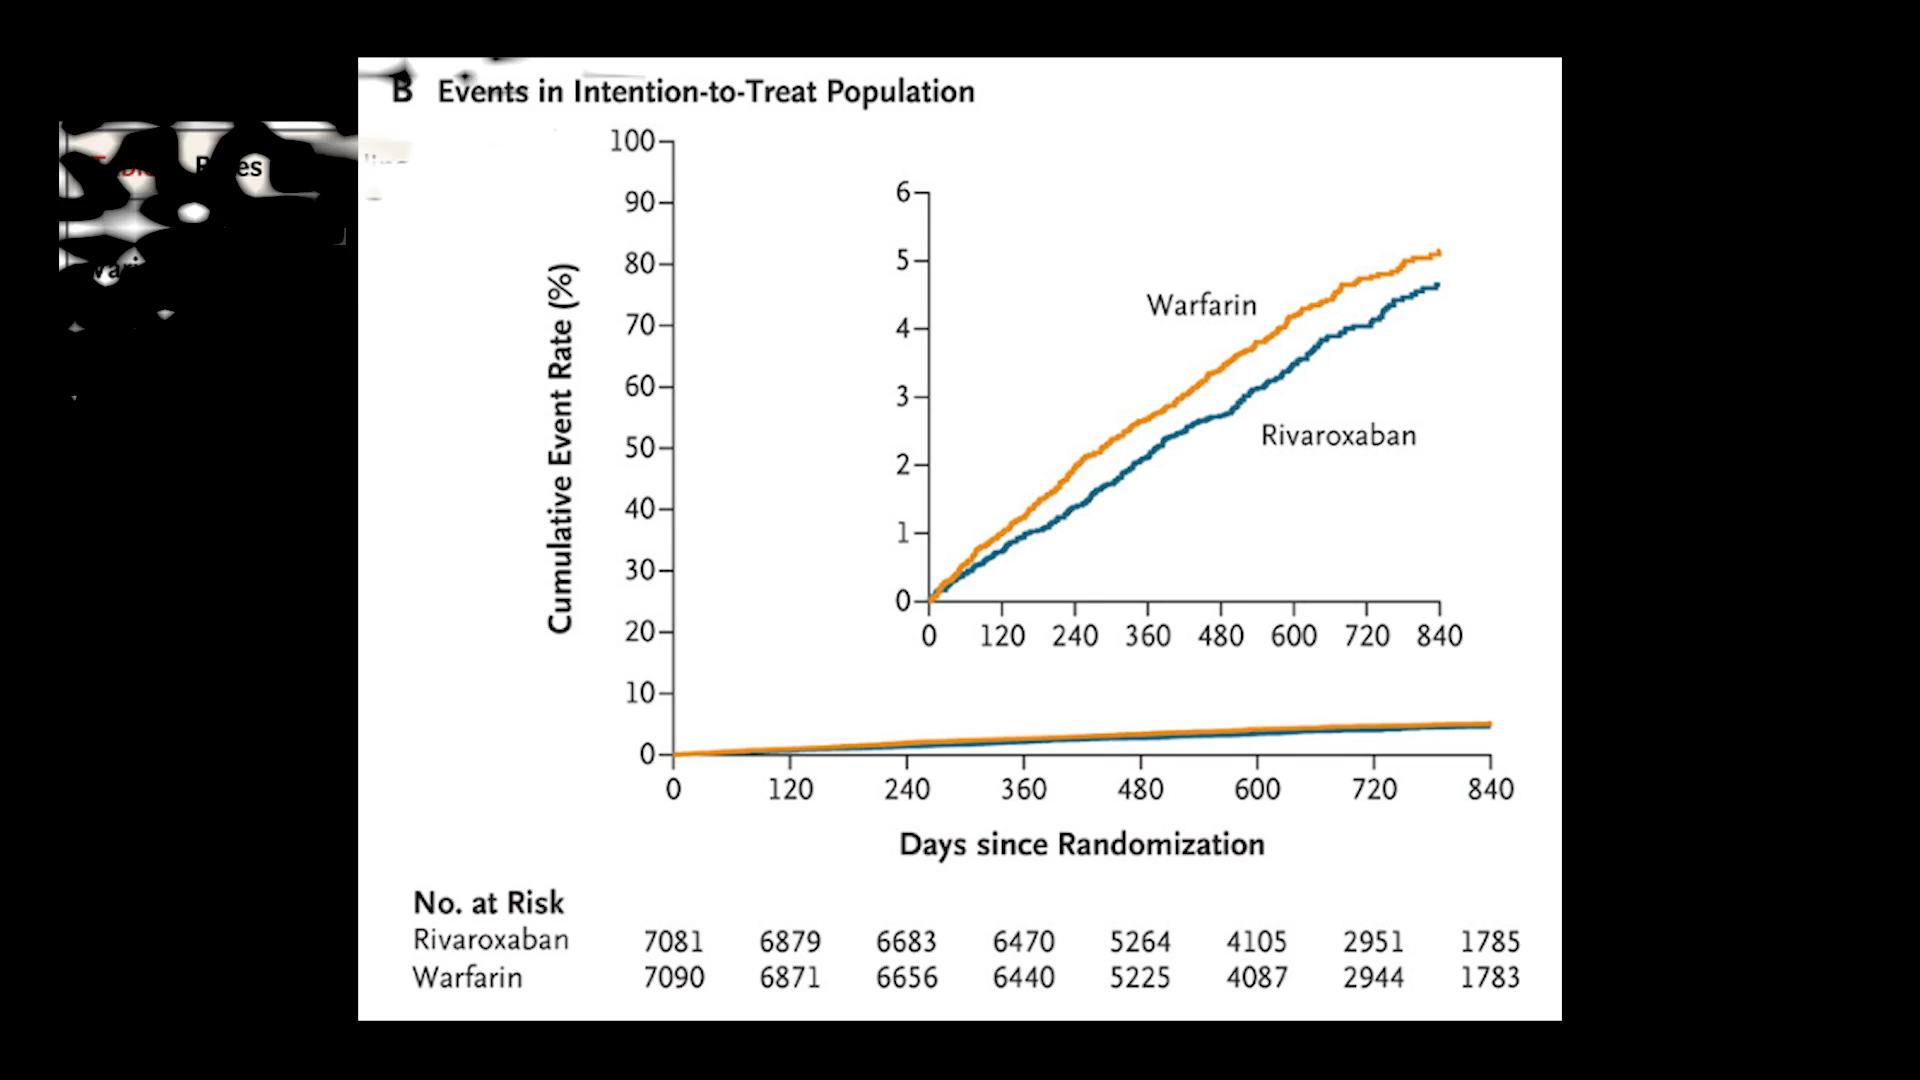 B Events in Intention-to-Treat Population
100
90
80
70
60
50
40
30
20
10
0
Cumulative Event Rate (%)
6
5
4
3
2
1
0
Warfarin
Rivaroxaban
0 120 240 360 480 600 720 840
0 120 240 360 480 600 720 840
Days since Randomization
No. at Risk
Rivaroxaban 7081 6879 6683 6470 5264 4105 2951 1785
Warfarin 7090 6871 6656 6440 5225 4087 2944 1783